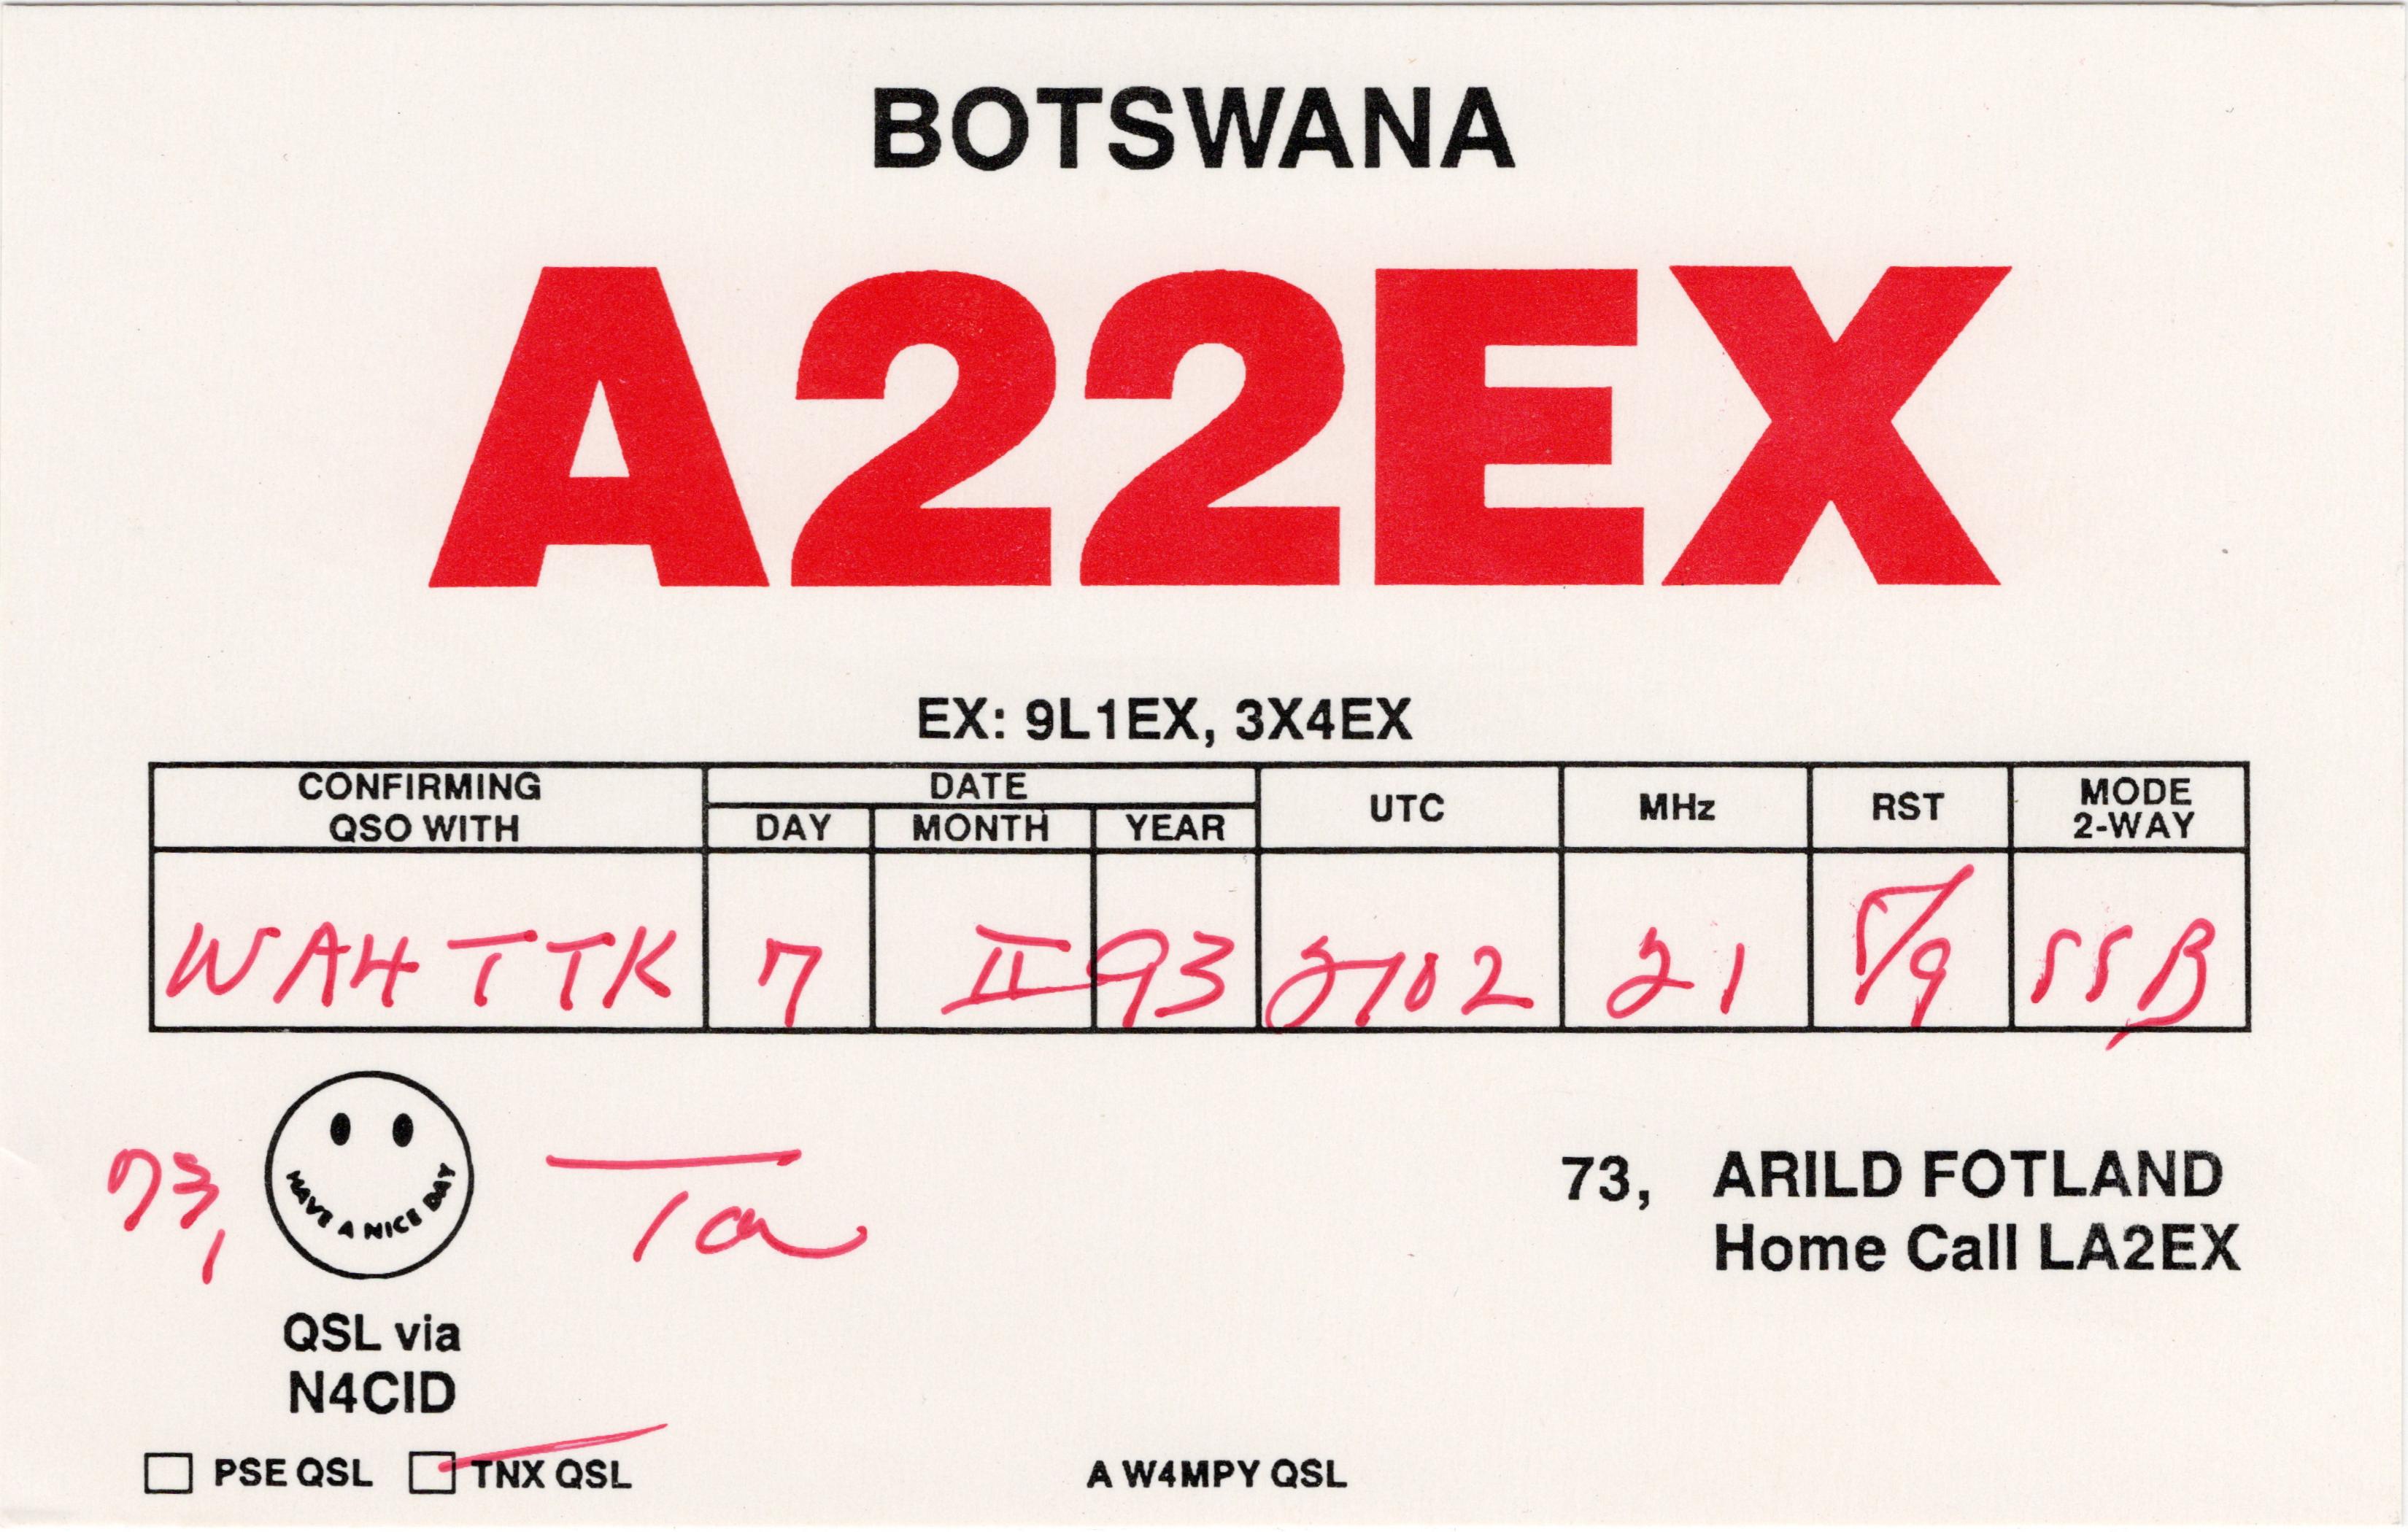 BOTSWANA
A22EX
EX: 9L1EX, 3X4EX
CONFIRMING QSO WITH DATE DAY MONTH YEAR UTC MHz RST MODE 2-WAY
WA4TTK 7 II 93 2102 21 5/9 SSB
73,
HAVE A NICE DAY
73, ARILD FOTLAND
Home Call LA2EX
QSL via
N4CID
PSE QSL TNX QSL A W4MPY QSL